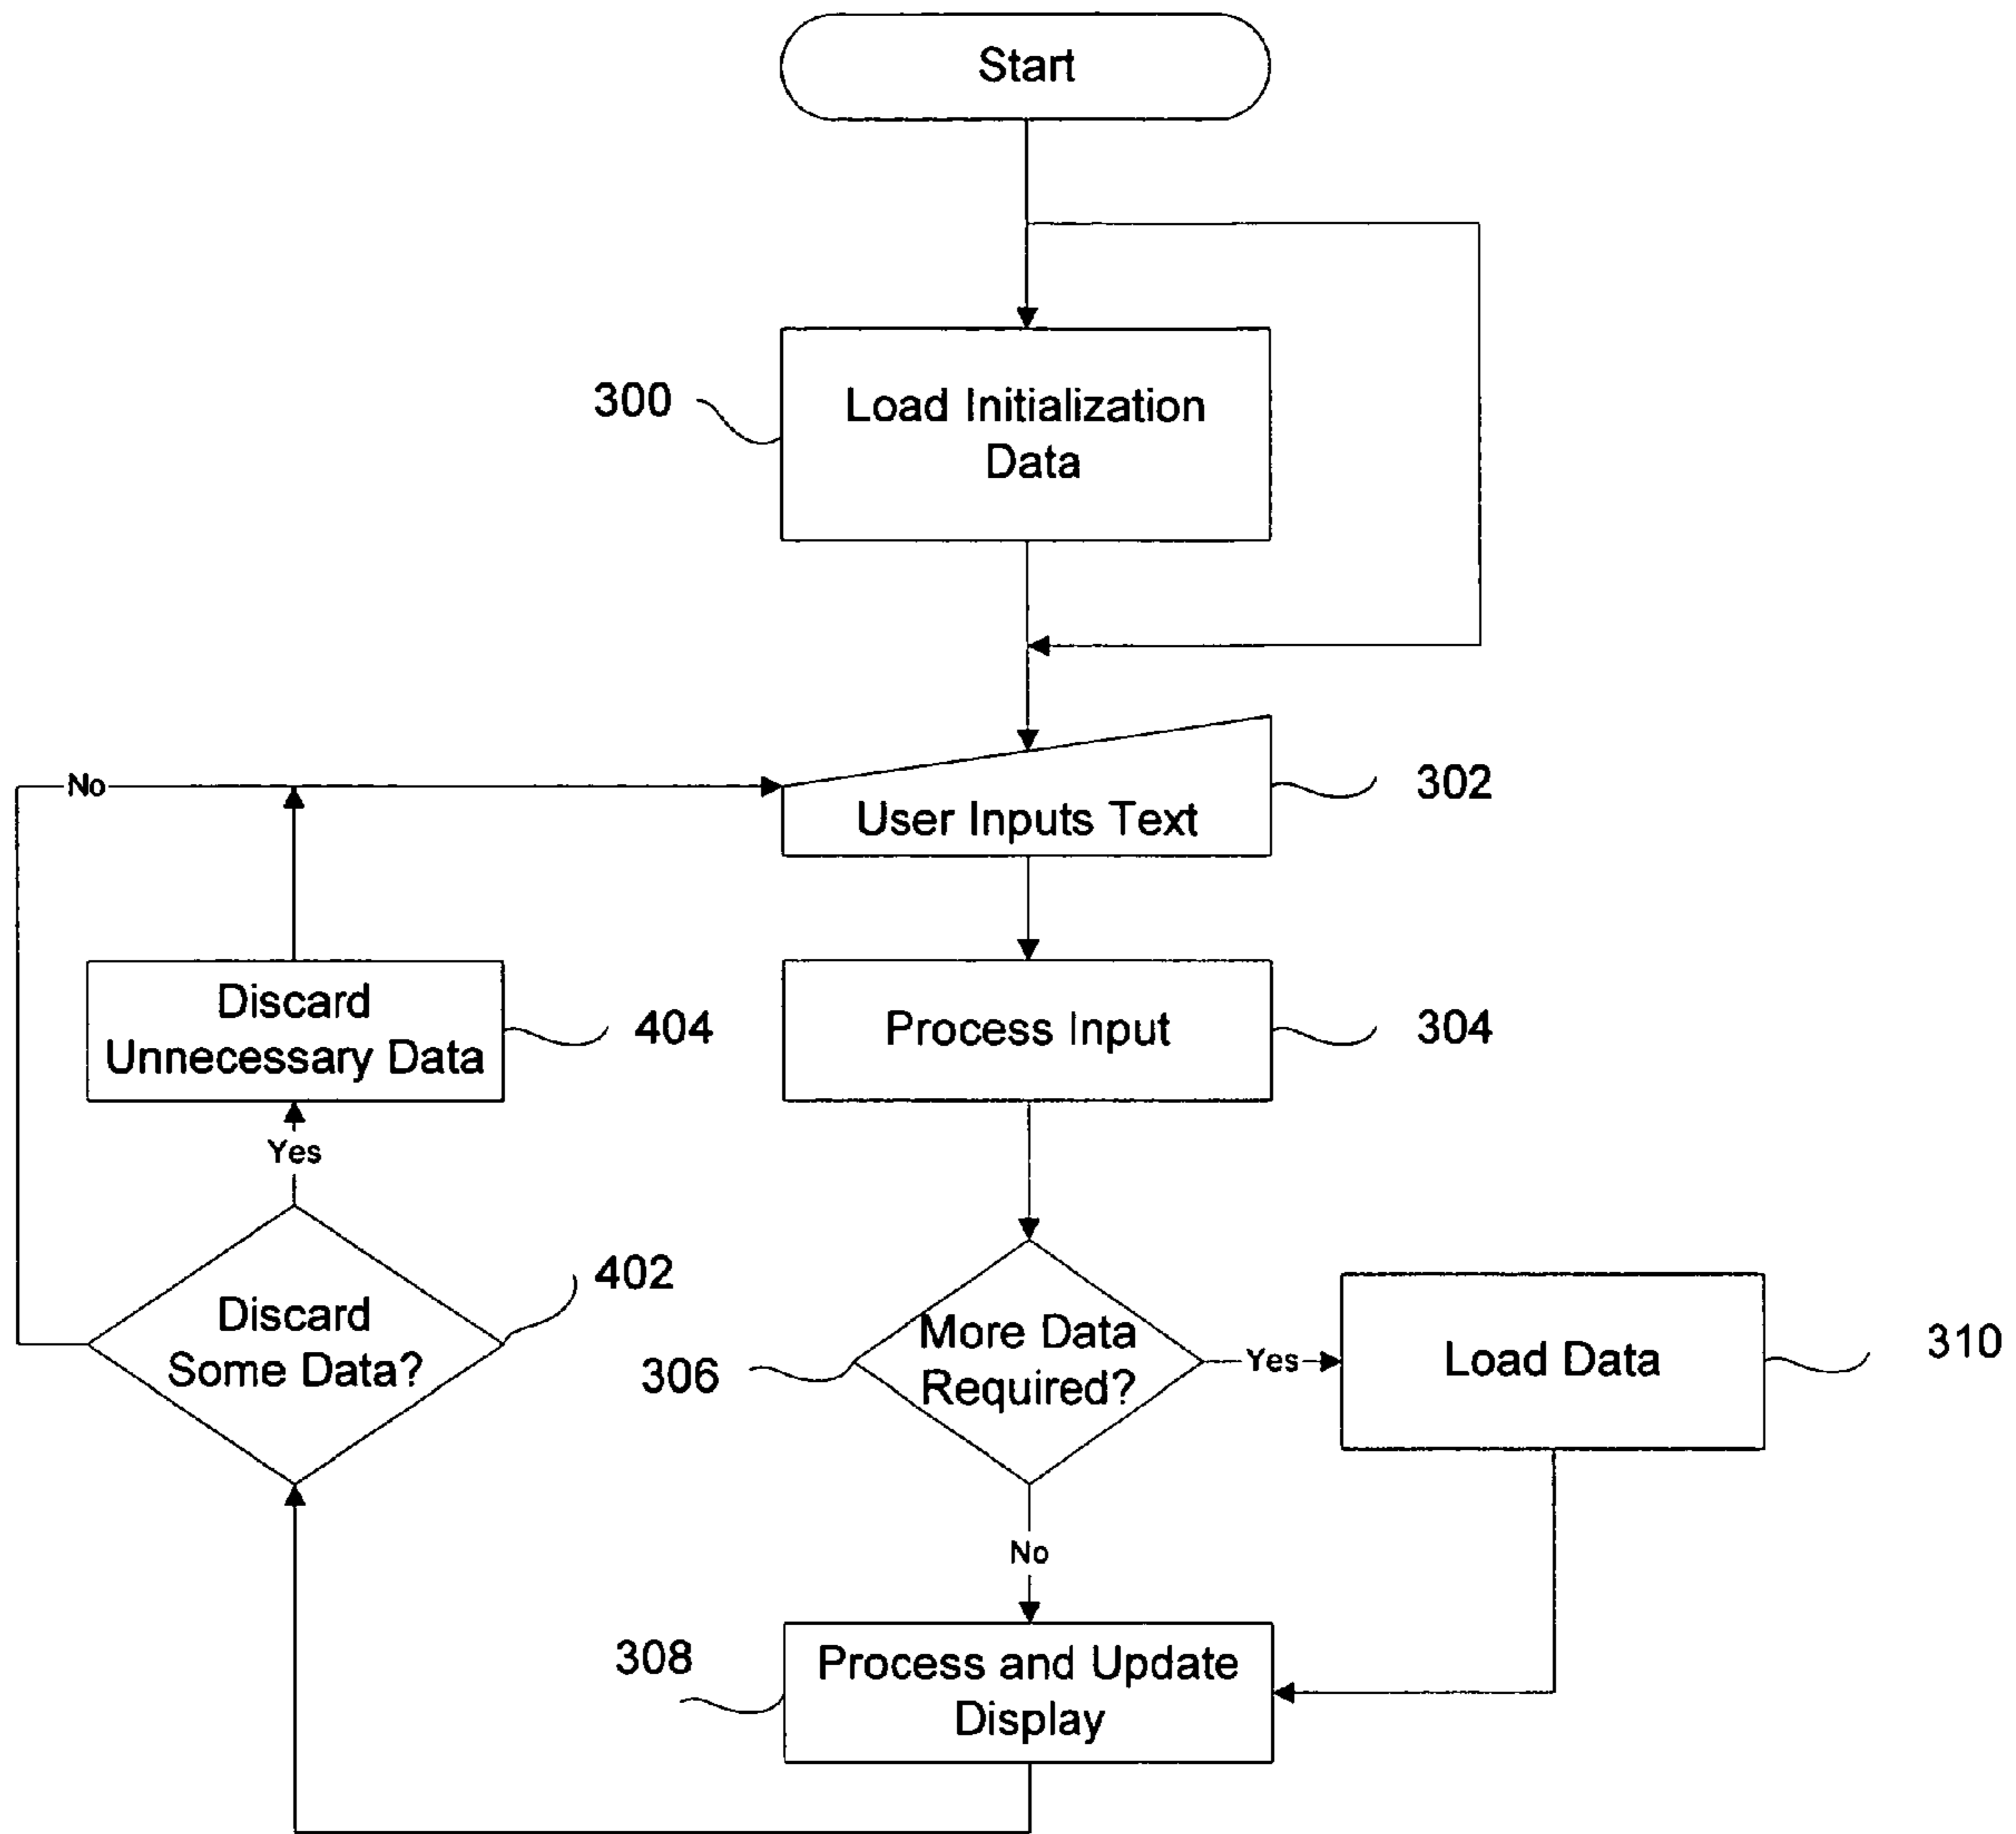 Start
300
Load Initialization
Data
No
User Inputs Text
302
Discard
Unnecessary Data
404
Process Input
304
Yes
402
Discard
Some Data?
306
More Data
Required?
Yes
Load Data
310
No
308
Process and Update
Display